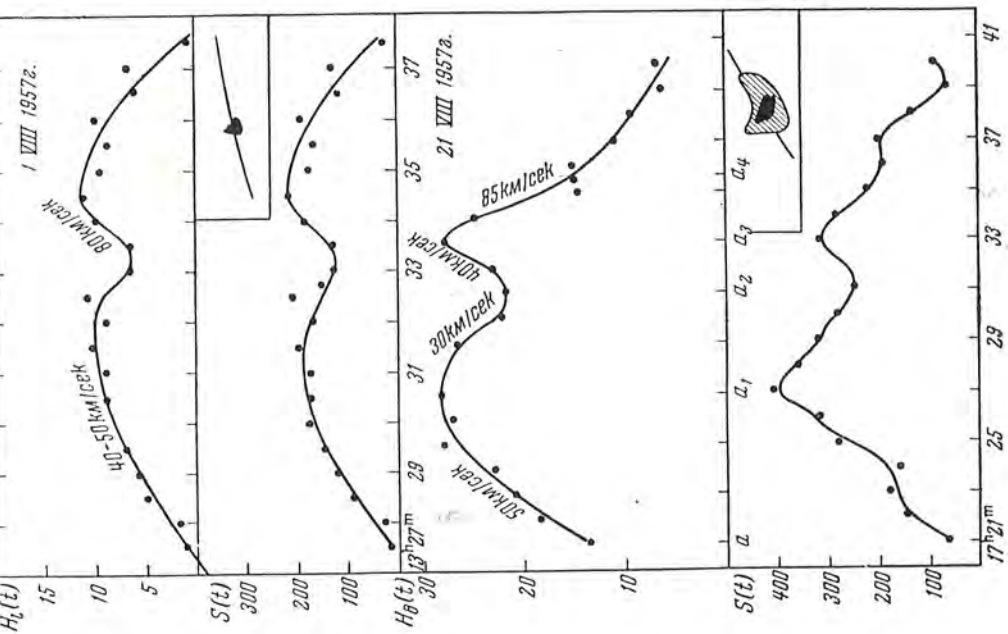 1 VIII 1957г.
H₁(t)
15
10
5
40-50км/сек
80км/сек
S(t)
300
200
100
13ʰ27ᵐ
29
31
33
35
37
21 VIII 1957г.
Hᵦ(t)
30
20
10
50км/сек
30км/сек
40км/сек
85км/сек
a
a₁
a₂
a₃
a₄
S(t)
400
300
200
100
17ʰ21ᵐ
25
29
33
37
41